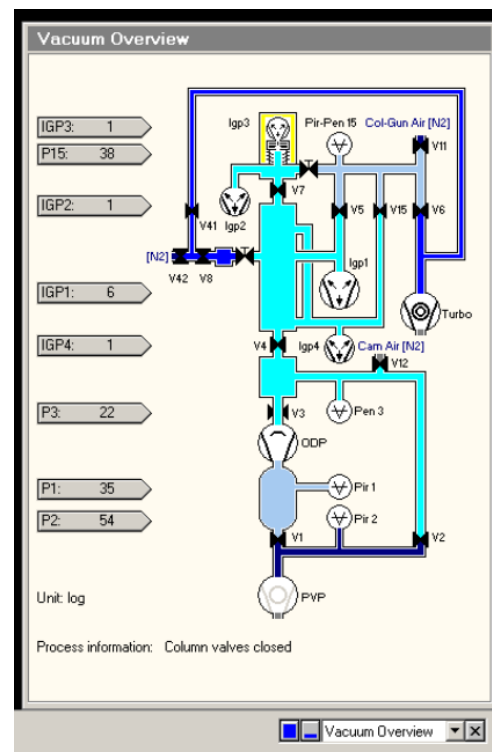 Vacuum Overview
Igp3 Pir-Pen 15 Col-Gun Air [N2]
IGP3: 1
P15: 38
V11
V7
IGP2: 1
V41 Igp2 V5 V15 V6
[N2]
V42 V8
Igp1
IGP1: 6
Turbo
IGP4: 1
V4 Igp4 Cam Air [N2]
V12
P3: 22
V3 Pen 3
ODP
P1: 35
Pir 1
P2: 54
Pir 2
V1 V2
Unit: log
PVP
Process information: Column valves closed
Vacuum Overview